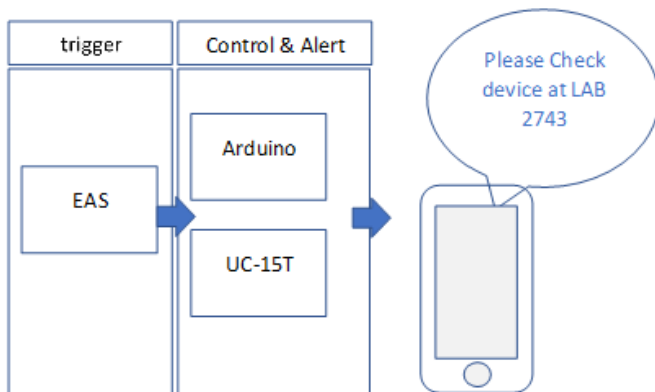 trigger
Control & Alert
EAS
Arduino
UC-15T
Please Check
device at LAB
2743